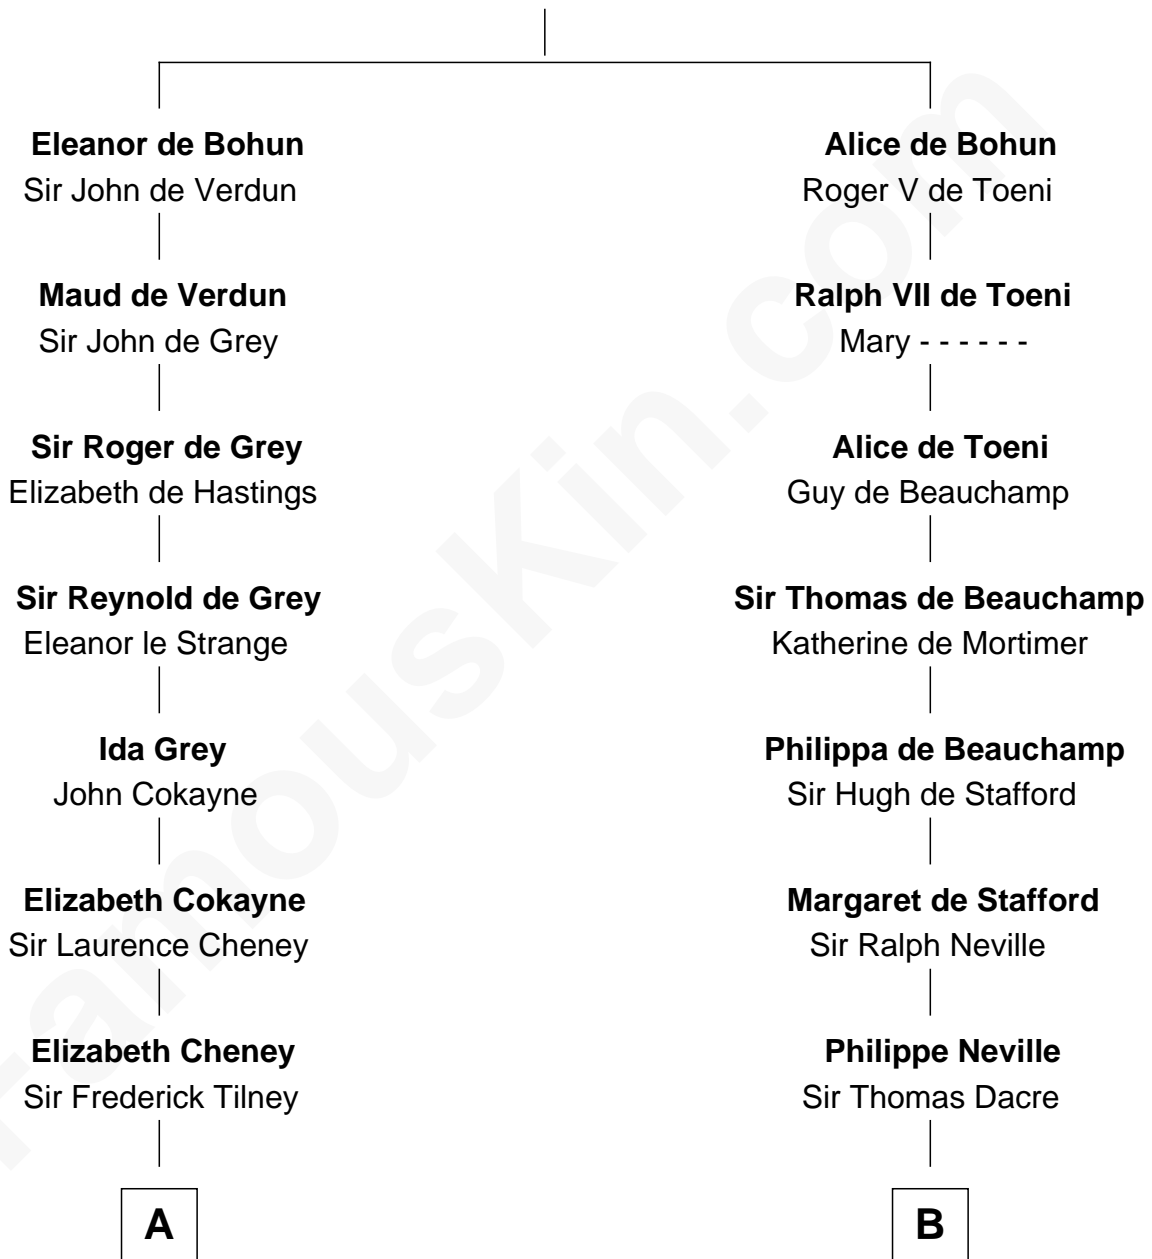 Eleanor de Bohun
Sir John de Verdun
Maud de Verdun
Sir John de Grey
Sir Roger de Grey
Elizabeth de Hastings
Sir Reynold de Grey
Eleanor le Strange
Ida Grey
John Cokayne
Elizabeth Cokayne
Sir Laurence Cheney
Elizabeth Cheney
Sir Frederick Tilney
A
Alice de Bohun
Roger V de Toeni
Ralph VII de Toeni
Mary - - - - - -
Alice de Toeni
Guy de Beauchamp
Sir Thomas de Beauchamp
Katherine de Mortimer
Philippa de Beauchamp
Sir Hugh de Stafford
Margaret de Stafford
Sir Ralph Neville
Philippe Neville
Sir Thomas Dacre
B
FamousKin.com